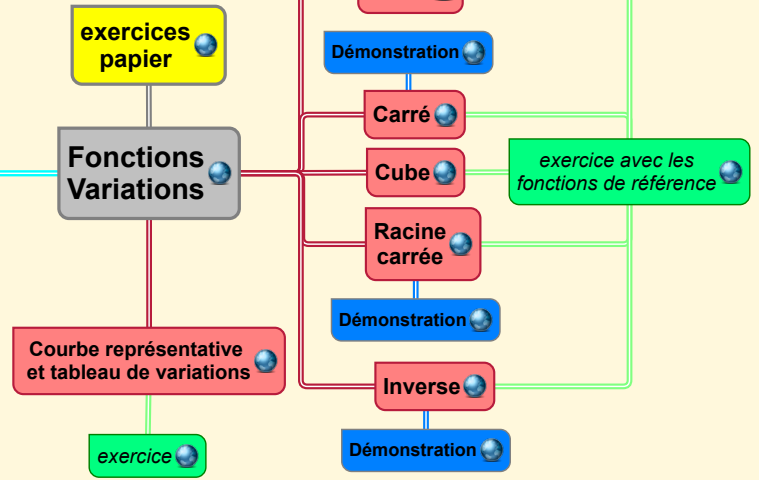 exercices
papier
Démonstration
Carré
Fonctions
Variations
Cube
exercice avec les
fonctions de référence
Racine
carrée
Démonstration
Courbe représentative
et tableau de variations
Inverse
exercice
Démonstration